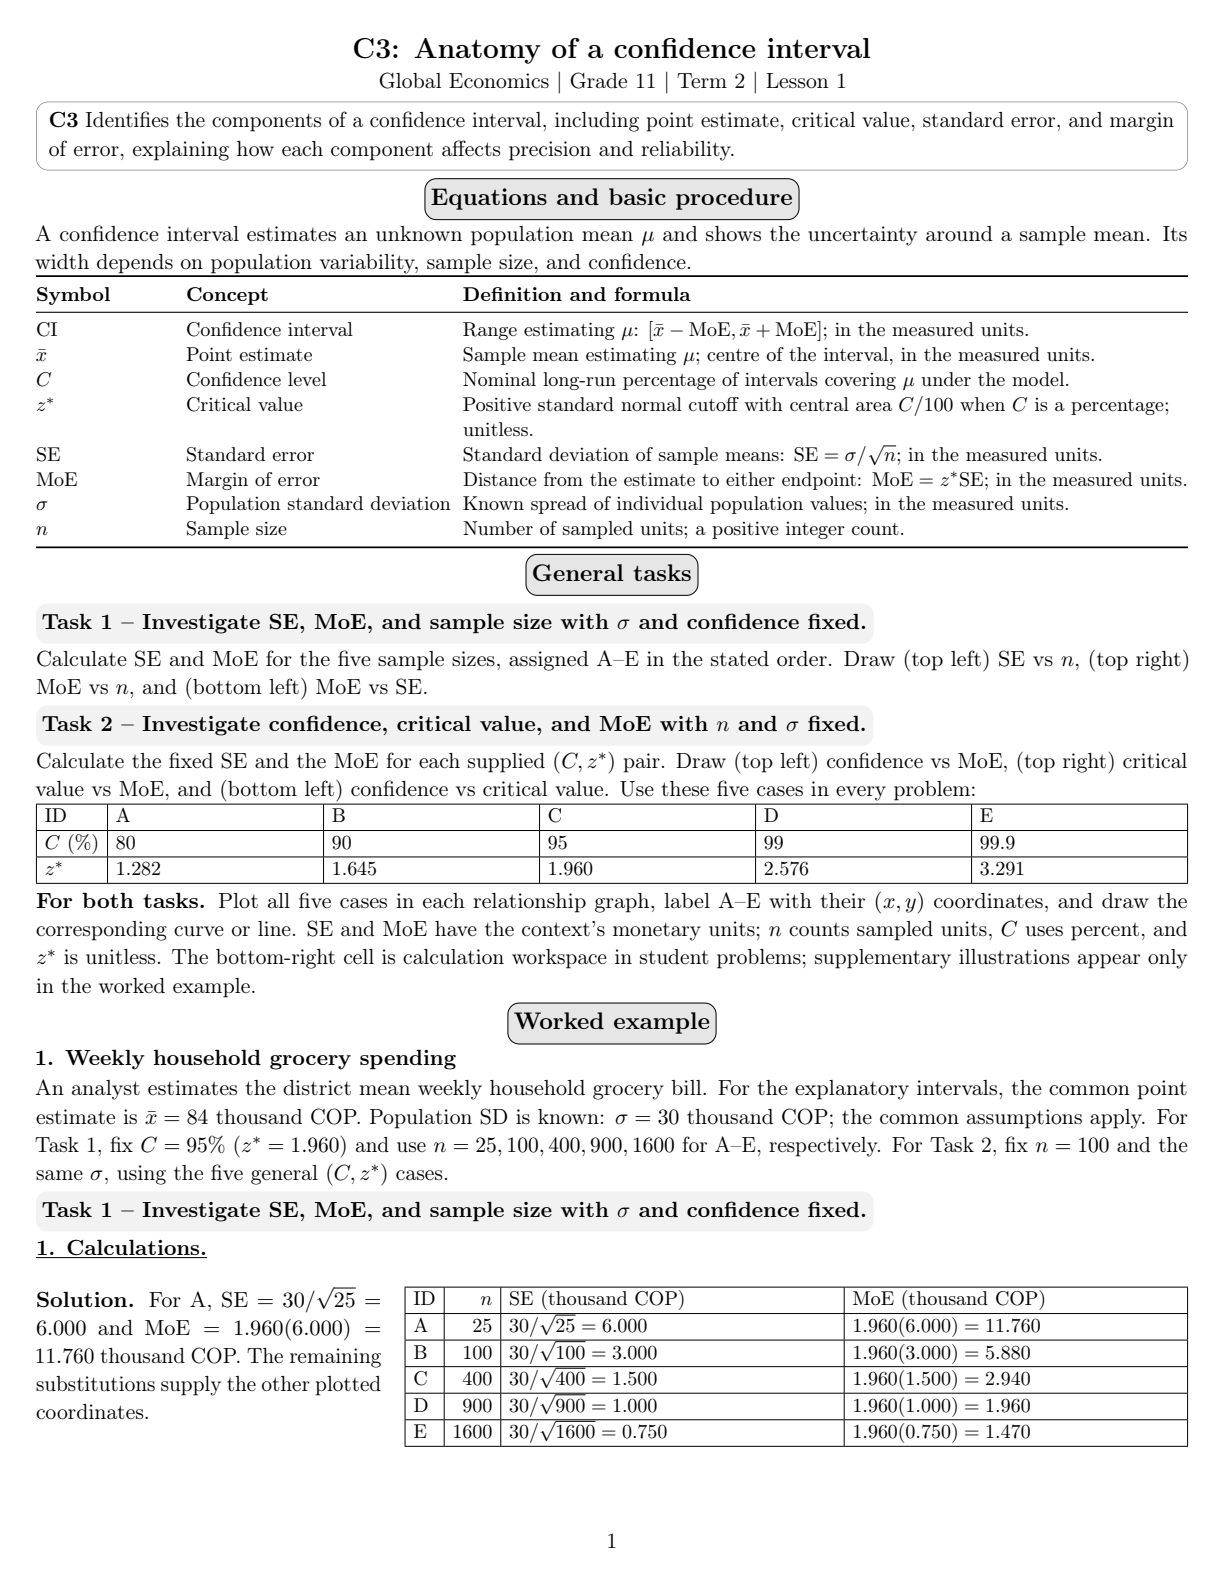 C3: Anatomy of a confidence interval
Global Economics | Grade 11 | Term 2 | Lesson 1
C3 Identifies the components of a confidence interval, including point estimate, critical value, standard error, and margin
of error, explaining how each component affects precision and reliability.
Equations and basic procedure
A confidence interval estimates an unknown population mean μ and shows the uncertainty around a sample mean. Its
width depends on population variability, sample size, and confidence.
Symbol Concept Definition and formula
CI Confidence interval Range estimating μ: [x̄ − MoE, x̄ + MoE]; in the measured units.
x̄ Point estimate Sample mean estimating μ; centre of the interval, in the measured units.
C Confidence level Nominal long-run percentage of intervals covering μ under the model.
z* Critical value Positive standard normal cutoff with central area C/100 when C is a percentage;
unitless.
SE Standard error Standard deviation of sample means: SE = σ/√n; in the measured units.
MoE Margin of error Distance from the estimate to either endpoint: MoE = z*SE; in the measured units.
σ Population standard deviation Known spread of individual population values; in the measured units.
n Sample size Number of sampled units; a positive integer count.
General tasks
Task 1 – Investigate SE, MoE, and sample size with σ and confidence fixed.
Calculate SE and MoE for the five sample sizes, assigned A–E in the stated order. Draw (top left) SE vs n, (top right)
MoE vs n, and (bottom left) MoE vs SE.
Task 2 – Investigate confidence, critical value, and MoE with n and σ fixed.
Calculate the fixed SE and the MoE for each supplied (C, z*) pair. Draw (top left) confidence vs MoE, (top right) critical
value vs MoE, and (bottom left) confidence vs critical value. Use these five cases in every problem:
ID A B C D E
C (%) 80 90 95 99 99.9
z* 1.282 1.645 1.960 2.576 3.291
For both tasks. Plot all five cases in each relationship graph, label A–E with their (x, y) coordinates, and draw the
corresponding curve or line. SE and MoE have the context's monetary units; n counts sampled units, C uses percent, and
z* is unitless. The bottom-right cell is calculation workspace in student problems; supplementary illustrations appear only
in the worked example.
Worked example
1. Weekly household grocery spending
An analyst estimates the district mean weekly household grocery bill. For the explanatory intervals, the common point
estimate is x̄ = 84 thousand COP. Population SD is known: σ = 30 thousand COP; the common assumptions apply. For
Task 1, fix C = 95% (z* = 1.960) and use n = 25, 100, 400, 900, 1600 for A–E, respectively. For Task 2, fix n = 100 and the
same σ, using the five general (C, z*) cases.
Task 1 – Investigate SE, MoE, and sample size with σ and confidence fixed.
1. Calculations.
Solution. For A, SE = 30/√25 =
6.000 and MoE = 1.960(6.000) =
11.760 thousand COP. The remaining
substitutions supply the other plotted
coordinates.
ID n SE (thousand COP) MoE (thousand COP)
A 25 30/√25 = 6.000 1.960(6.000) = 11.760
B 100 30/√100 = 3.000 1.960(3.000) = 5.880
C 400 30/√400 = 1.500 1.960(1.500) = 2.940
D 900 30/√900 = 1.000 1.960(1.000) = 1.960
E 1600 30/√1600 = 0.750 1.960(0.750) = 1.470
1